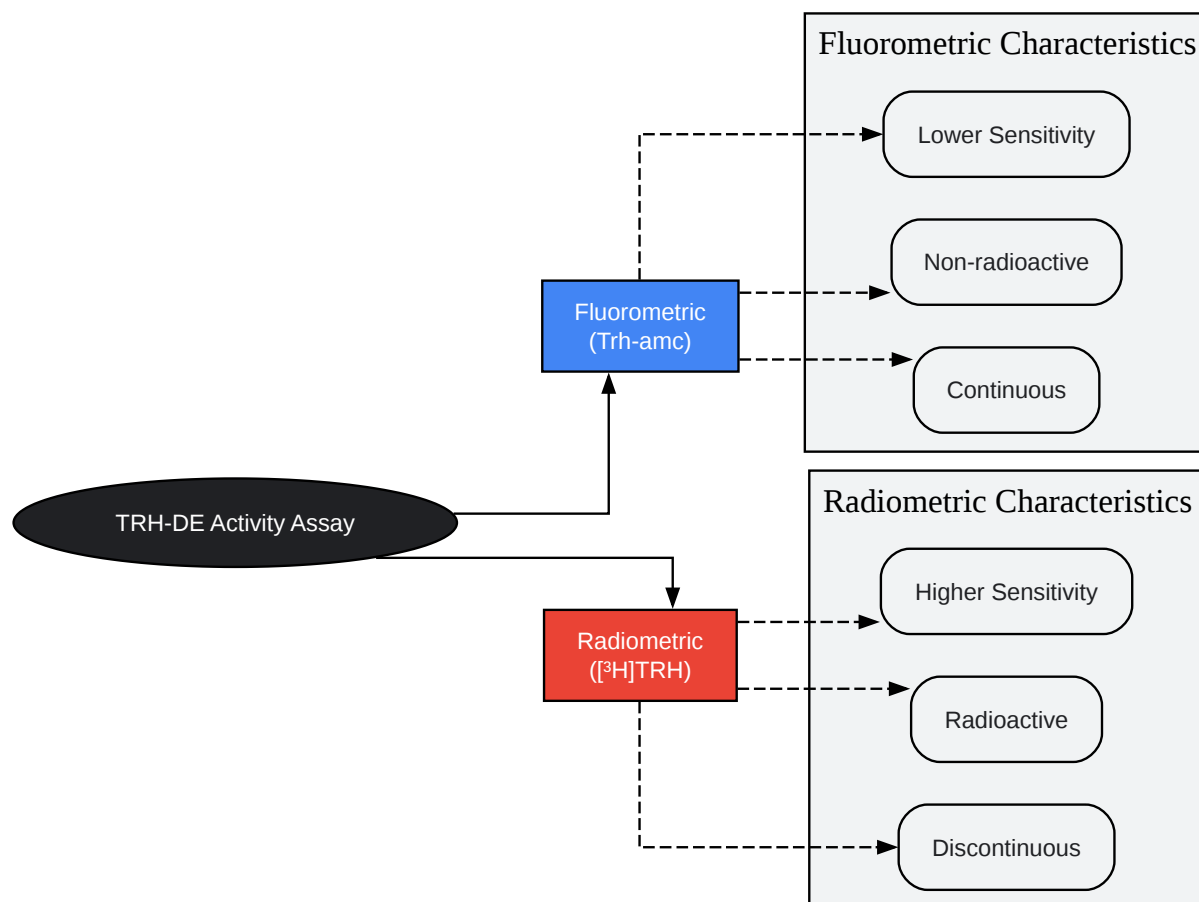 Fluorometric Characteristics
Lower Sensitivity
Non-radioactive
Fluorometric
(Trh-amc)
Continuous
TRH-DE Activity Assay
Radiometric Characteristics
Higher Sensitivity
Radiometric
([³H]TRH)
Radioactive
Discontinuous